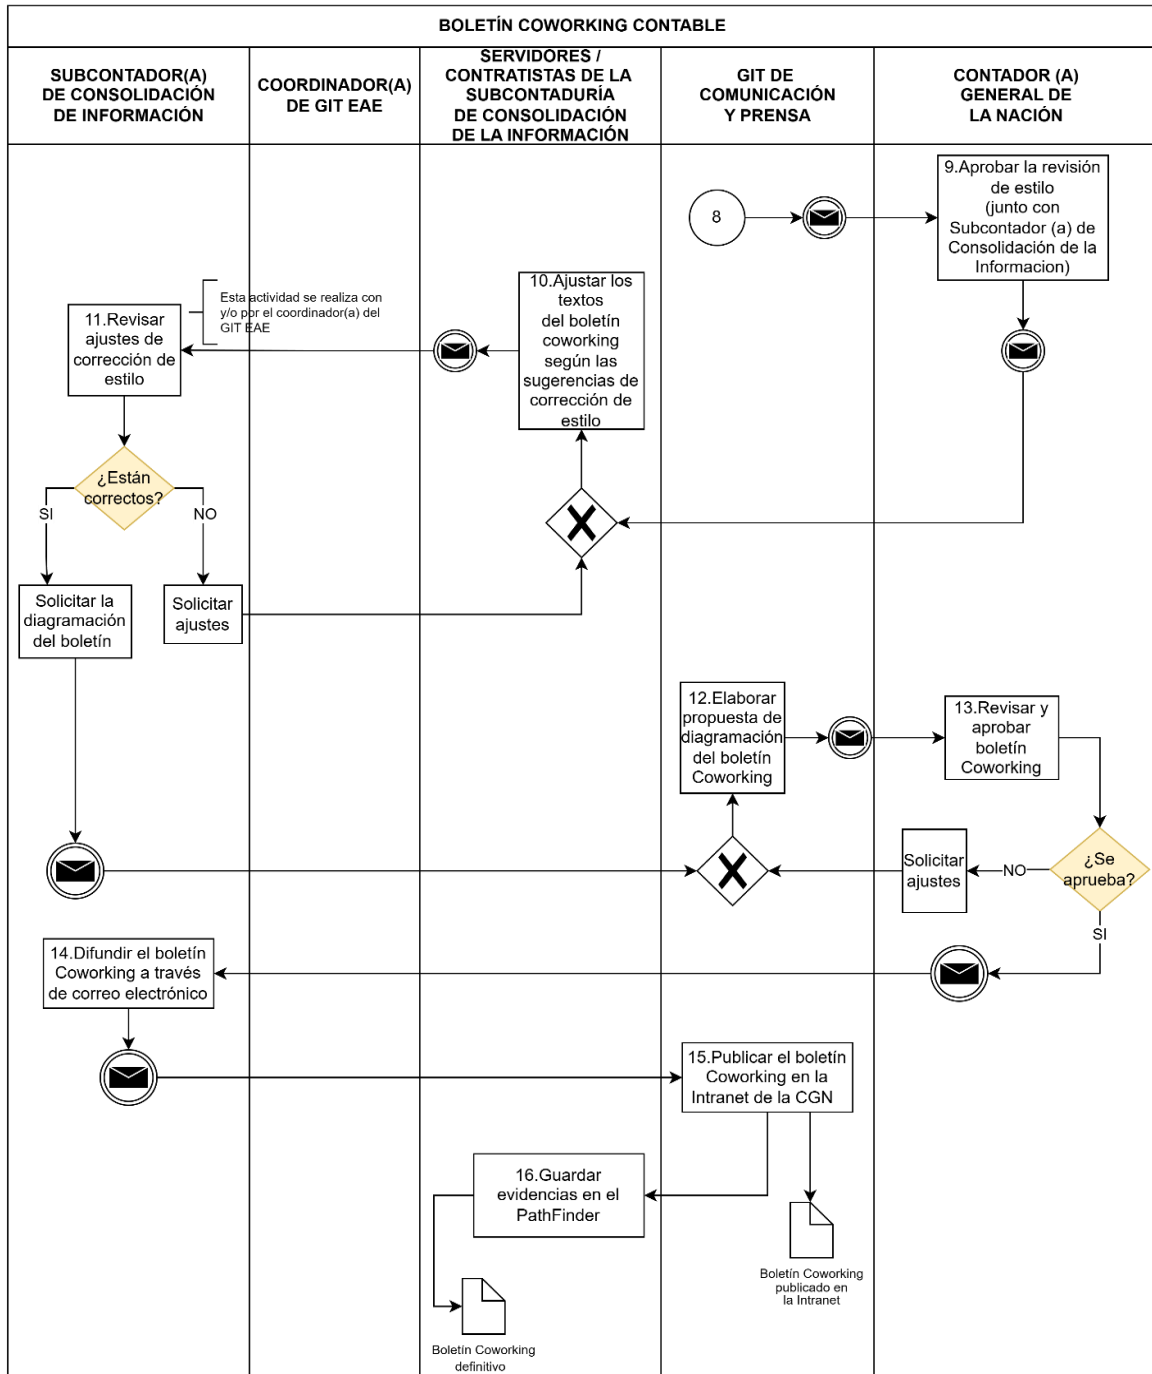 BOLETÍN COWORKING CONTABLE
SUBCONTADOR(A)
DE CONSOLIDACIÓN
DE INFORMACIÓN
COORDINADOR(A)
DE GIT EAE
SERVIDORES /
CONTRATISTAS DE LA
SUBCONTADURÍA
DE CONSOLIDACIÓN
DE LA INFORMACIÓN
GIT DE
COMUNICACIÓN
Y PRENSA
CONTADOR (A)
GENERAL DE
LA NACIÓN
8
9.Aprobar la revisión
de estilo
(junto con
Subcontador (a) de
Consolidación de la
Informacion)
10.Ajustar los
textos
del boletín
coworking
según las
sugerencias de
corrección de
estilo
Esta actividad se realiza con
y/o por el coordinador(a) del
GIT EAE
11.Revisar
ajustes de
corrección de
estilo
¿Están
correctos?
SI
NO
Solicitar la
diagramación
del boletín
Solicitar
ajustes
12.Elaborar
propuesta de
diagramación
del boletín
Coworking
13.Revisar y
aprobar
boletín
Coworking
¿Se
aprueba?
NO
Solicitar
ajustes
SI
14.Difundir el boletín
Coworking a través
de correo electrónico
15.Publicar el boletín
Coworking en la
Intranet de la CGN
16.Guardar
evidencias en el
PathFinder
Boletín Coworking
publicado en
la Intranet
Boletín Coworking
definitivo